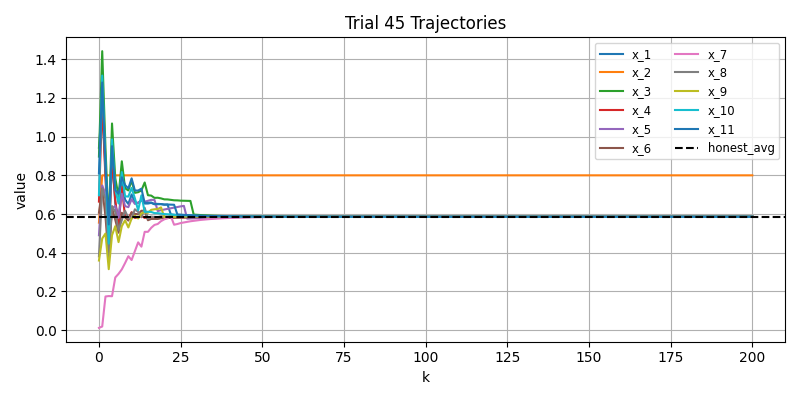 Trial 45 Trajectories
value
1.4
1.2
1.0
0.8
0.6
0.4
0.2
0.0
0 25 50 75 100 125 150 175 200
k
x_1 x_7
x_2 x_8
x_3 x_9
x_4 x_10
x_5 x_11
x_6 honest_avg